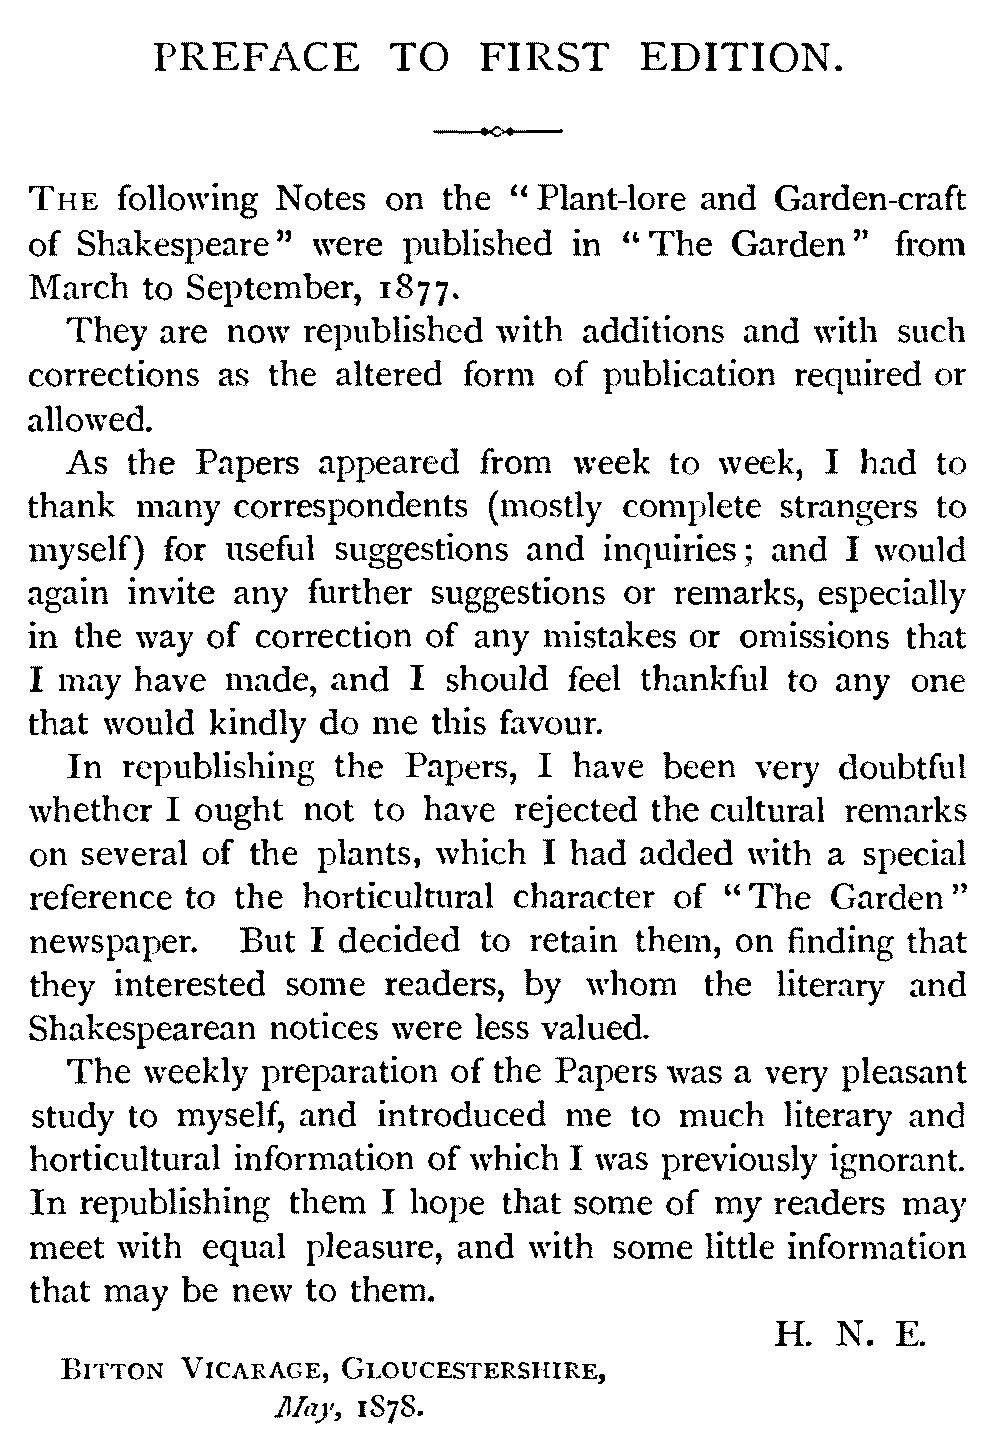 PREFACE TO FIRST EDITION.
THE following Notes on the “Plant-lore and Garden-craft
of Shakespeare” were published in “The Garden” from
March to September, 1877.
They are now republished with additions and with such
corrections as the altered form of publication required or
allowed.
As the Papers appeared from week to week, I had to
thank many correspondents (mostly complete strangers to
myself) for useful suggestions and inquiries; and I would
again invite any further suggestions or remarks, especially
in the way of correction of any mistakes or omissions that
I may have made, and I should feel thankful to any one
that would kindly do me this favour.
In republishing the Papers, I have been very doubtful
whether I ought not to have rejected the cultural remarks
on several of the plants, which I had added with a special
reference to the horticultural character of “The Garden”
newspaper. But I decided to retain them, on finding that
they interested some readers, by whom the literary and
Shakespearean notices were less valued.
The weekly preparation of the Papers was a very pleasant
study to myself, and introduced me to much literary and
horticultural information of which I was previously ignorant.
In republishing them I hope that some of my readers may
meet with equal pleasure, and with some little information
that may be new to them.
H. N. E.
BITTON VICARAGE, GLOUCESTERSHIRE,
May, 1878.